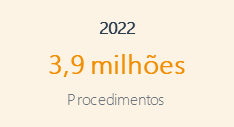 2022
3,9 milhões
Procedimentos